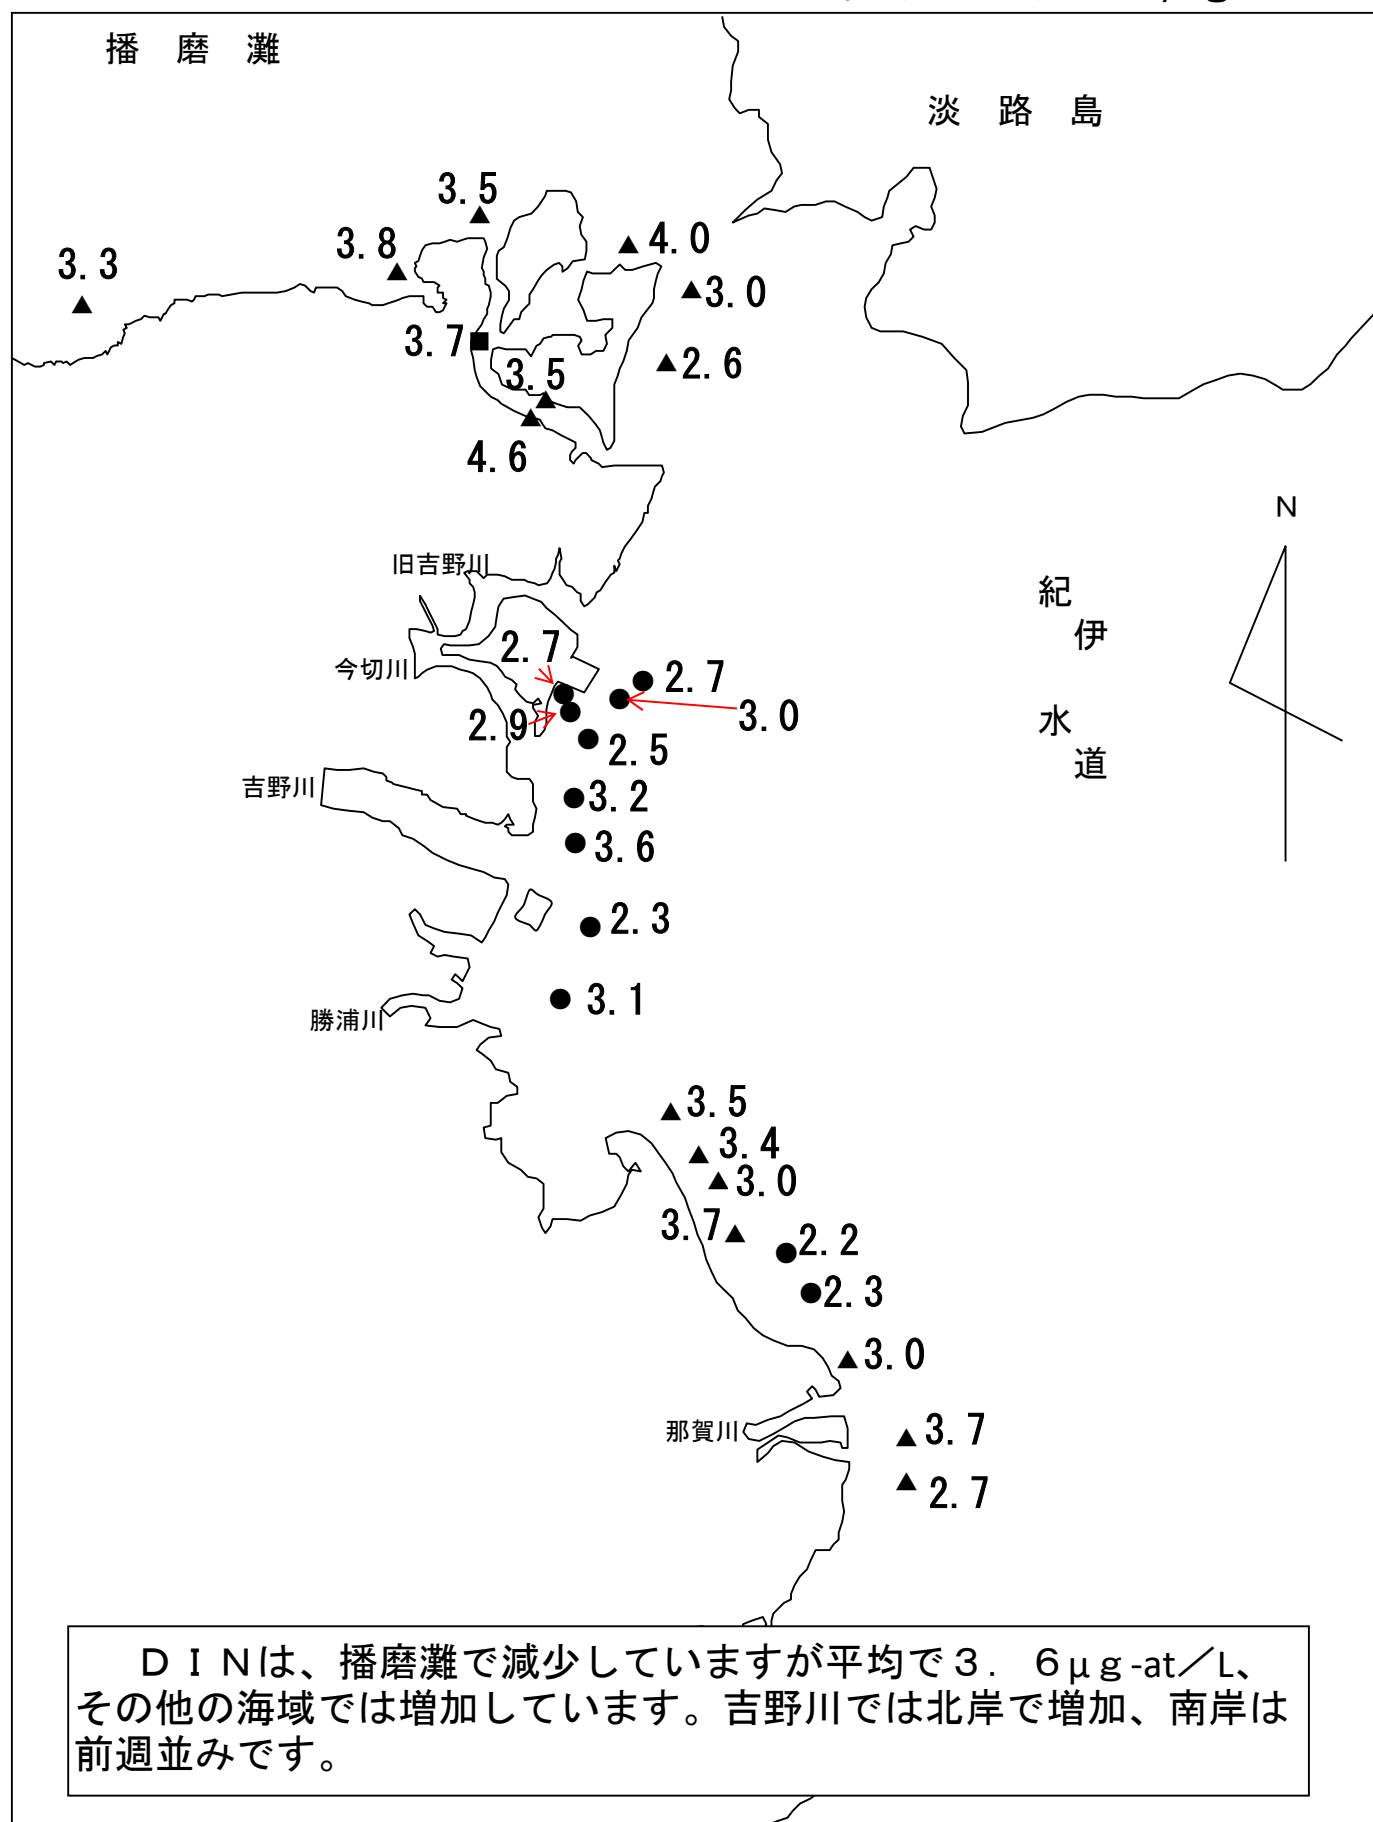 播 磨 灘
淡 路 島
3.5
3.8
4.0
3.3
3.0
3.7
2.6
3.5
4.6
N
旧吉野川
紀
伊
2.7
今切川
2.7
3.0
2.9
水
2.5
道
吉野川
3.2
3.6
2.3
3.1
勝浦川
3.5
3.4
3.0
3.7
2.2
2.3
3.0
那賀川
3.7
2.7
DINは、播磨灘で減少していますが平均で3. 6μg-at/L、
その他の海域では増加しています。吉野川では北岸で増加、南岸は
前週並みです。